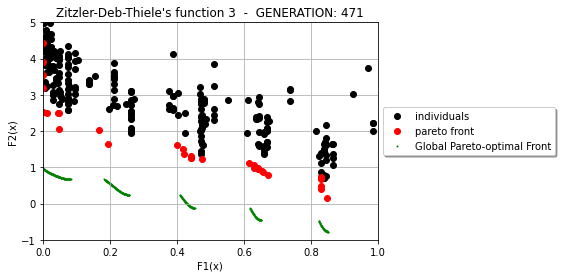 Zitzler-Deb-Thiele's function 3 - GENERATION: 471
5
4
3
2
1
0
−1
F2(x)
0.0 0.2 0.4 0.6 0.8 1.0
F1(x)
individuals
pareto front
Global Pareto-optimal Front